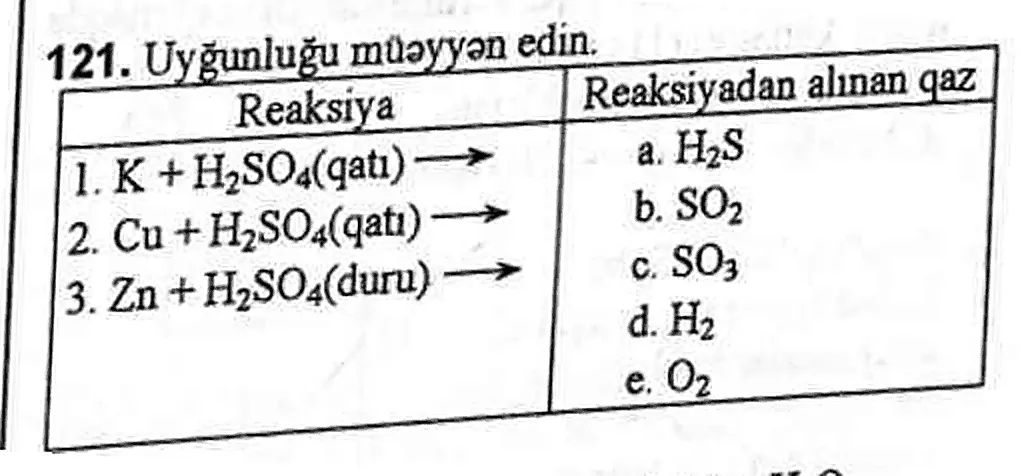 121. Uyğunluğu müəyyən edin.
Reaksiya
Reaksiyadan alınan qaz
1. K + H₂SO₄(qatı) ⟶
2. Cu + H₂SO₄(qatı) ⟶
3. Zn + H₂SO₄(duru) ⟶
a. H₂S
b. SO₂
c. SO₃
d. H₂
e. O₂